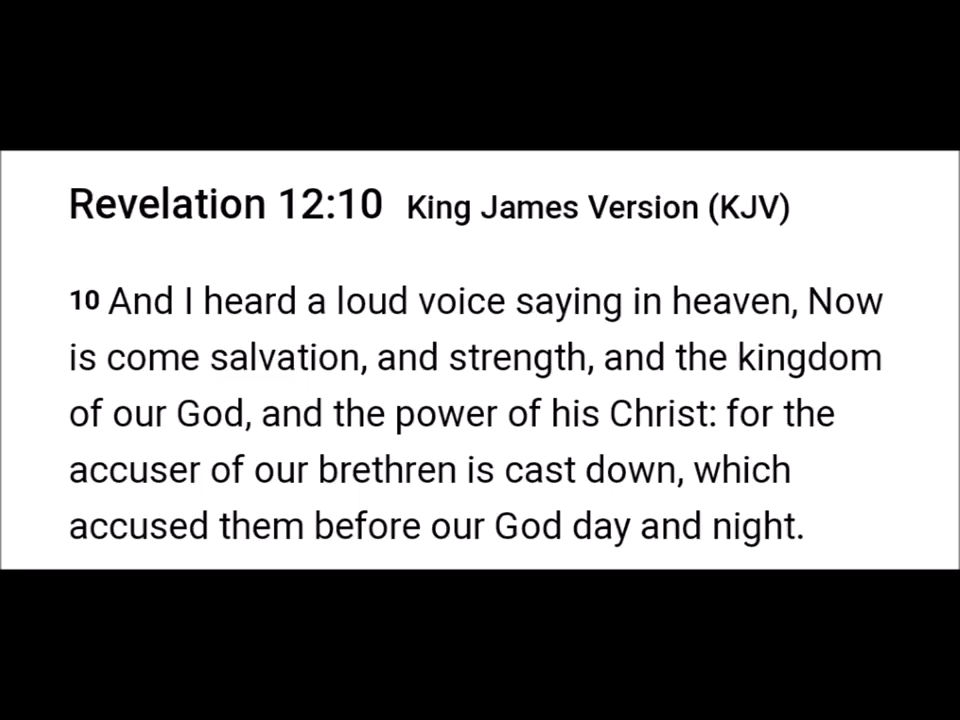 Revelation 12:10 King James Version (KJV)
10 And I heard a loud voice saying in heaven, Now
is come salvation, and strength, and the kingdom
of our God, and the power of his Christ: for the
accuser of our brethren is cast down, which
accused them before our God day and night.